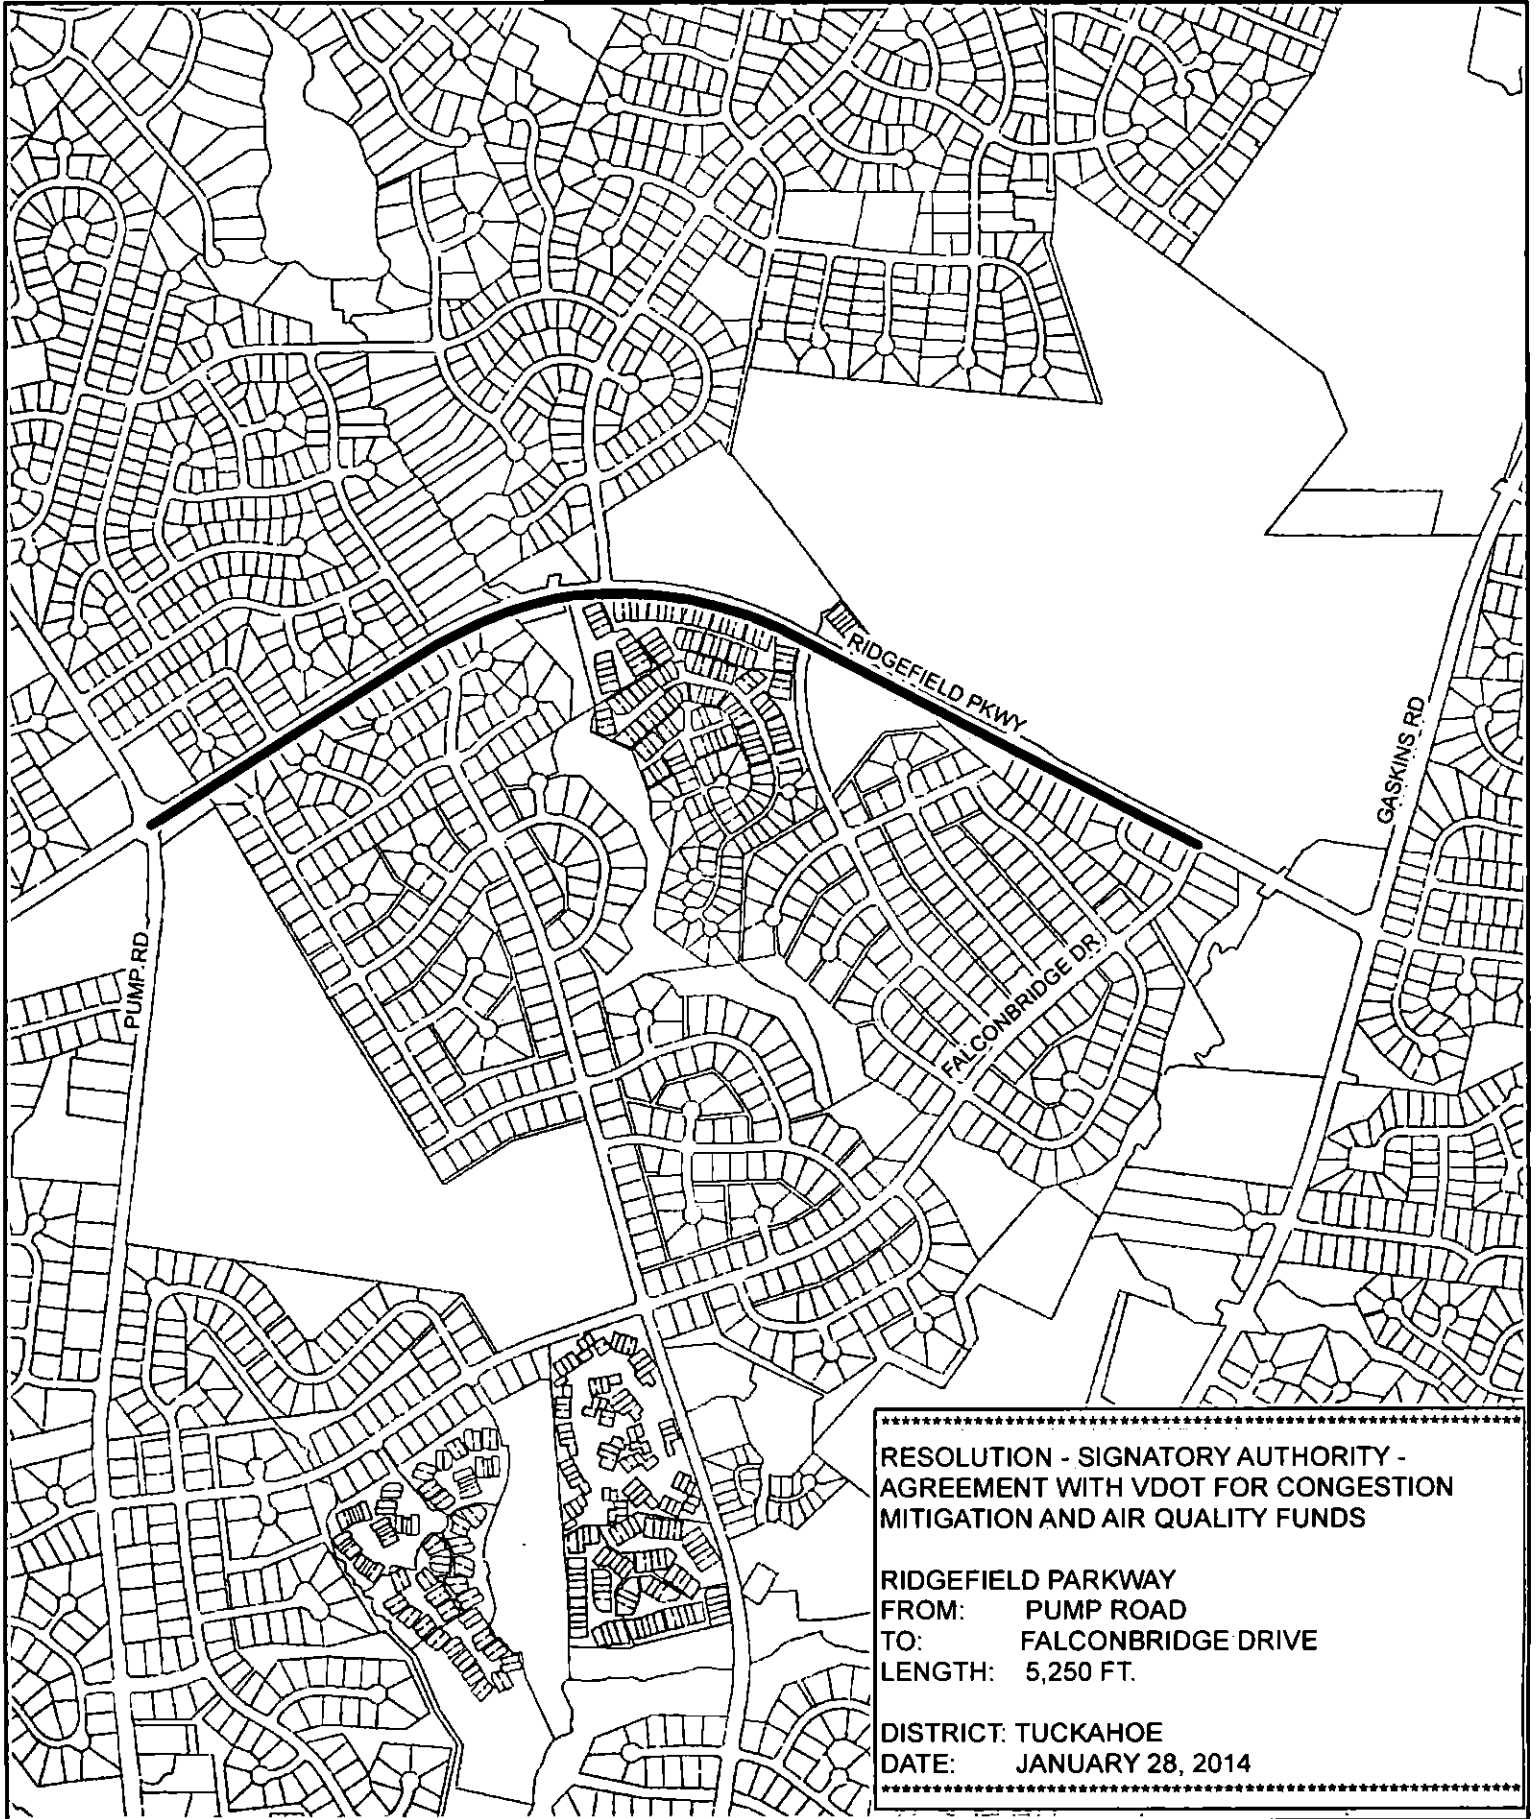 RIDGEFIELD PKWY
GASKINS RD
PUMP RD
FALCONBRIDGE DR
************************************************************
RESOLUTION - SIGNATORY AUTHORITY -
AGREEMENT WITH VDOT FOR CONGESTION
MITIGATION AND AIR QUALITY FUNDS
RIDGEFIELD PARKWAY
FROM: PUMP ROAD
TO: FALCONBRIDGE DRIVE
LENGTH: 5,250 FT.
DISTRICT: TUCKAHOE
DATE: JANUARY 28, 2014
************************************************************